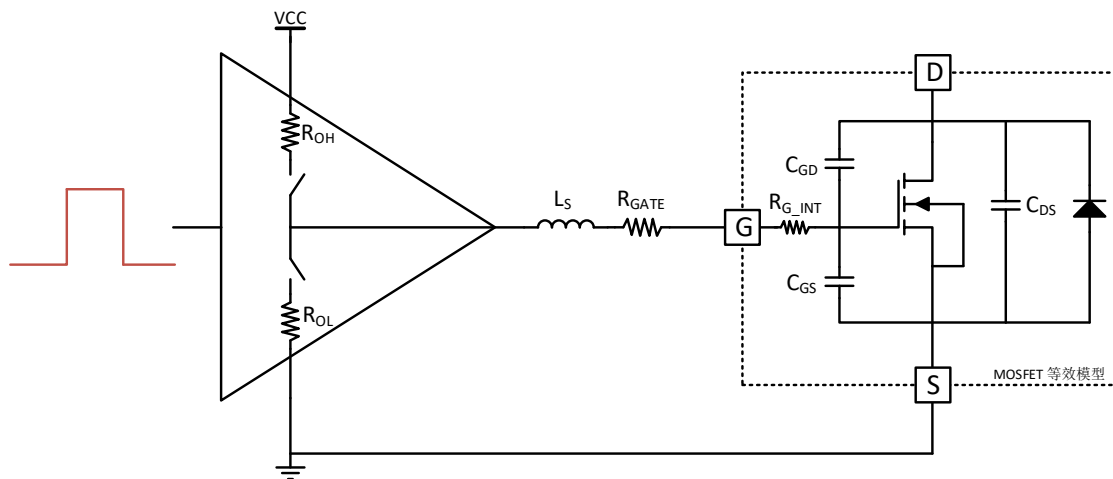 VCC
R_OH
R_OL
L_S
R_GATE
G
R_G_INT
D
C_GD
C_GS
C_DS
S
MOSFET 等效模型